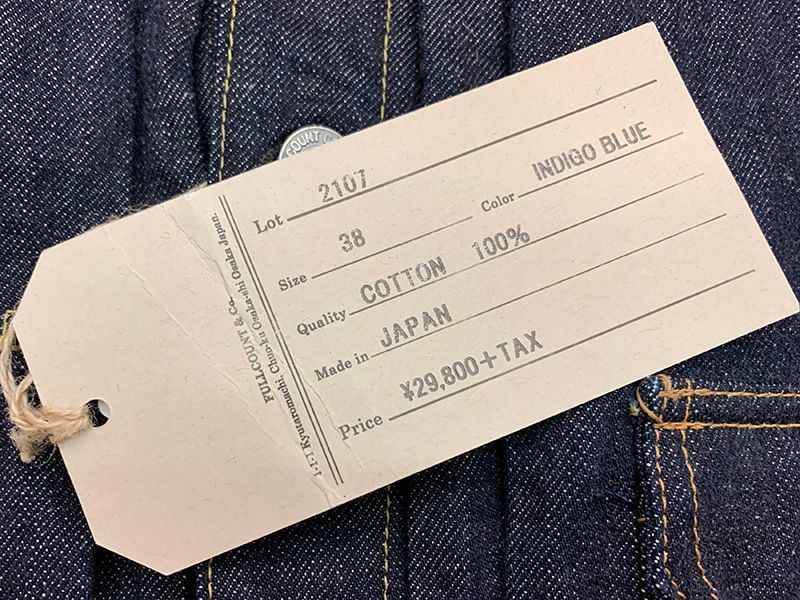 OUNT C
Lot 2107
Size 38 Color INDIGO BLUE
Quality COTTON 100%
Made in JAPAN
Price ¥29,800+TAX
FULLCOUNT & Co.,
1-1-1 Kyutaromachi, Chuo-ku Osaka-shi Osaka Japan.